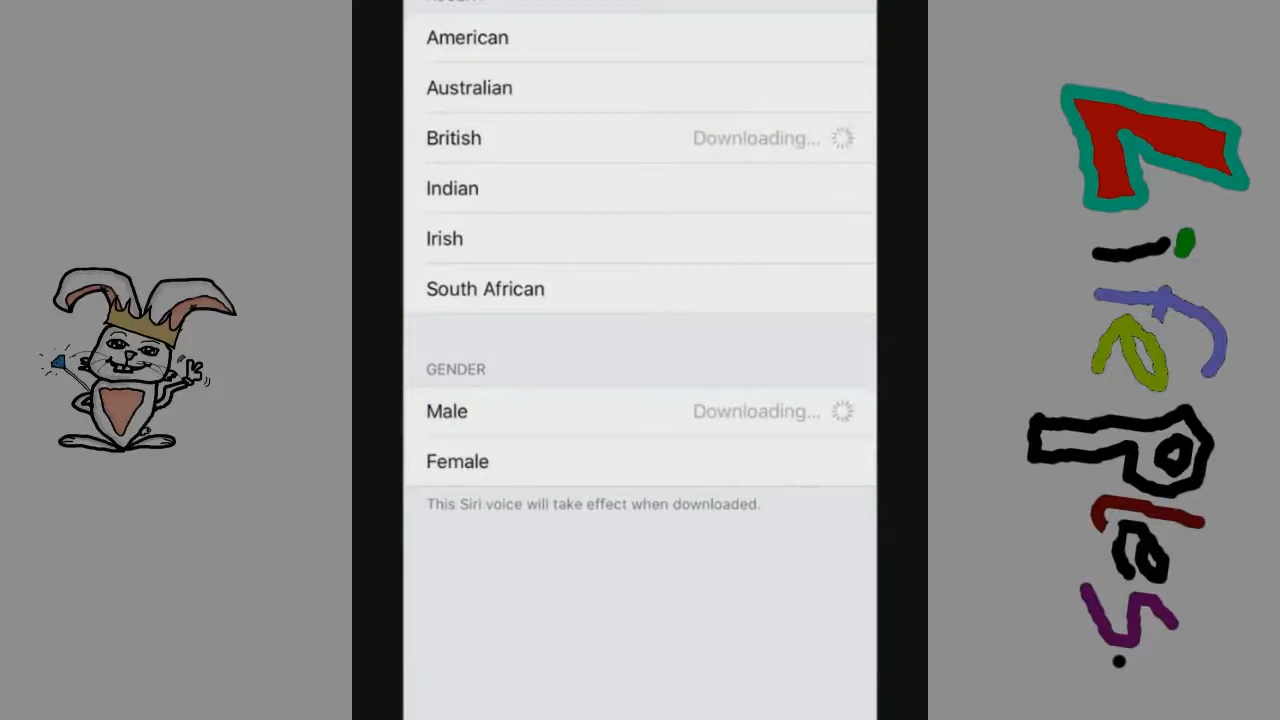 American
Australian
British Downloading...
Indian
Irish
South African
GENDER
Male Downloading...
Female
This Siri voice will take effect when downloaded.
Lifeples.